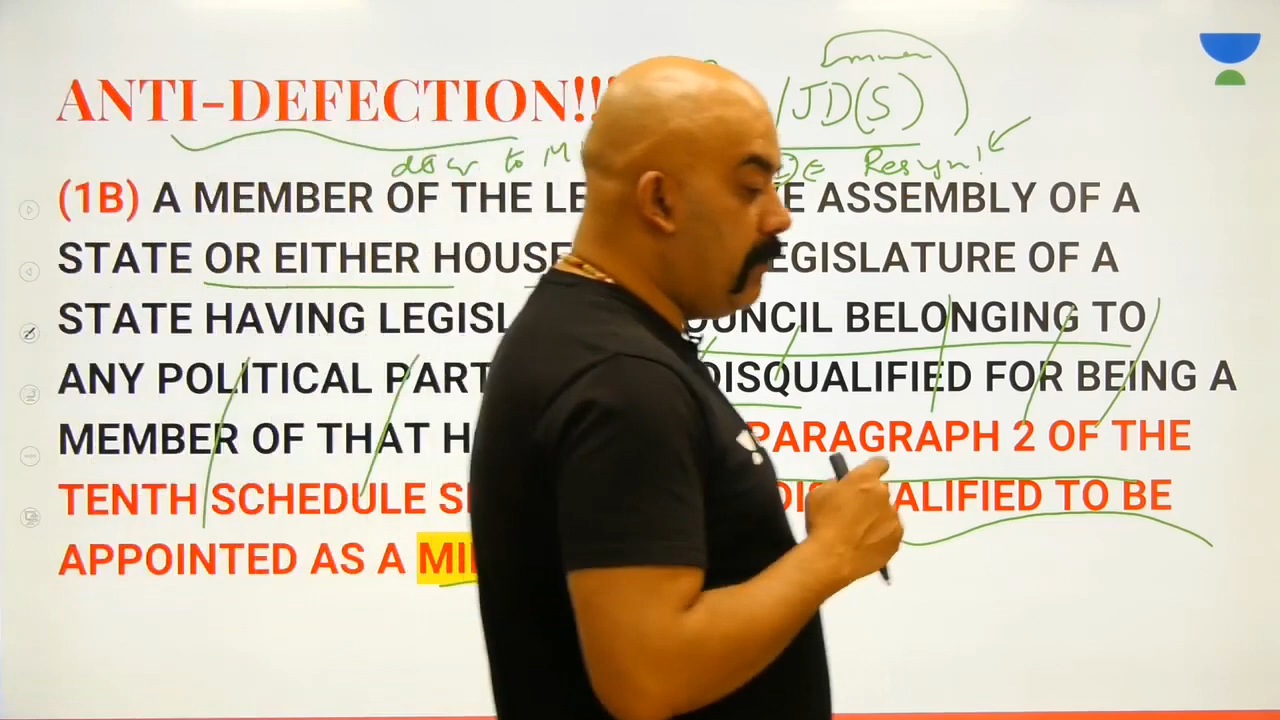 ANTI-DEFECTION!!!
/JD(S)
to M
Resign!
(1B) A MEMBER OF THE LE E ASSEMBLY OF A
STATE OR EITHER HOUSE EGISLATURE OF A
STATE HAVING LEGISL OUNCIL BELONGING TO
ANY POLITICAL PART DISQUALIFIED FOR BEING A
MEMBER OF THAT H PARAGRAPH 2 OF THE
TENTH SCHEDULE S DIS ALIFIED TO BE
APPOINTED AS A MI